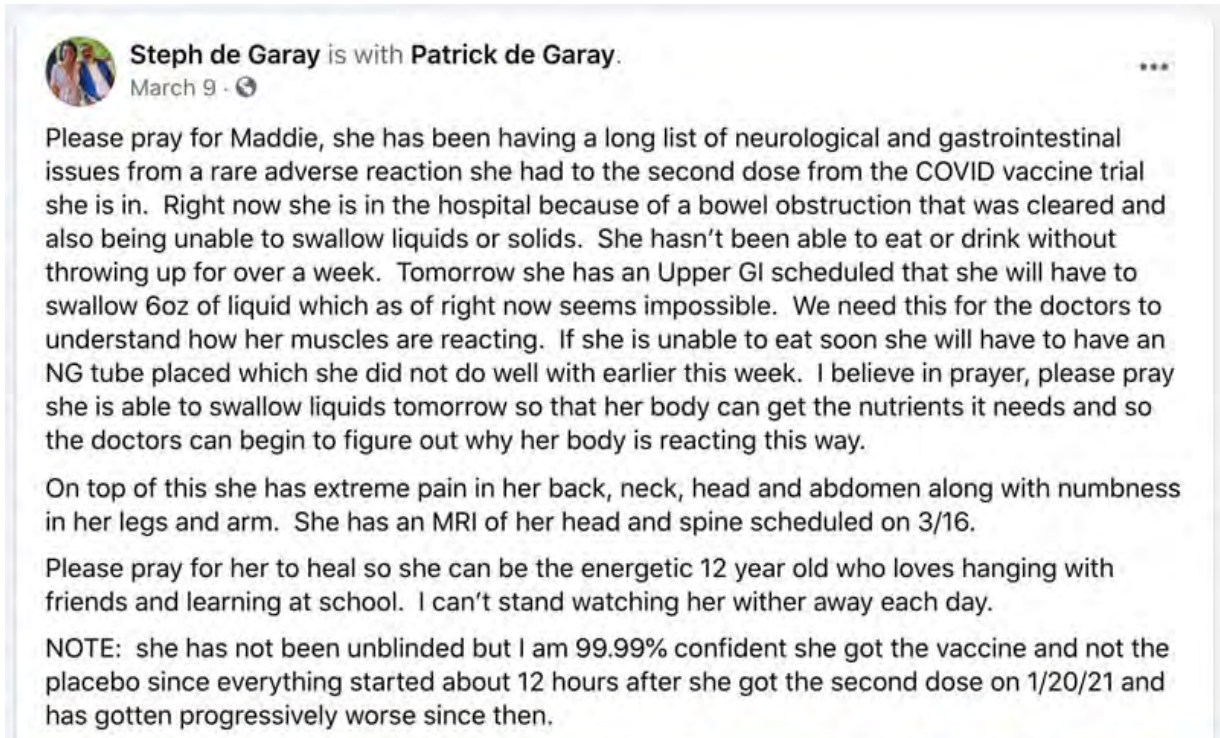 Steph de Garay is with Patrick de Garay.
March 9 ·
Please pray for Maddie, she has been having a long list of neurological and gastrointestinal
issues from a rare adverse reaction she had to the second dose from the COVID vaccine trial
she is in.  Right now she is in the hospital because of a bowel obstruction that was cleared and
also being unable to swallow liquids or solids.  She hasn't been able to eat or drink without
throwing up for over a week.  Tomorrow she has an Upper GI scheduled that she will have to
swallow 6oz of liquid which as of right now seems impossible.  We need this for the doctors to
understand how her muscles are reacting.  If she is unable to eat soon she will have to have an
NG tube placed which she did not do well with earlier this week.  I believe in prayer, please pray
she is able to swallow liquids tomorrow so that her body can get the nutrients it needs and so
the doctors can begin to figure out why her body is reacting this way.
On top of this she has extreme pain in her back, neck, head and abdomen along with numbness
in her legs and arm.  She has an MRI of her head and spine scheduled on 3/16.
Please pray for her to heal so she can be the energetic 12 year old who loves hanging with
friends and learning at school.  I can't stand watching her wither away each day.
NOTE:  she has not been unblinded but I am 99.99% confident she got the vaccine and not the
placebo since everything started about 12 hours after she got the second dose on 1/20/21 and
has gotten progressively worse since then.